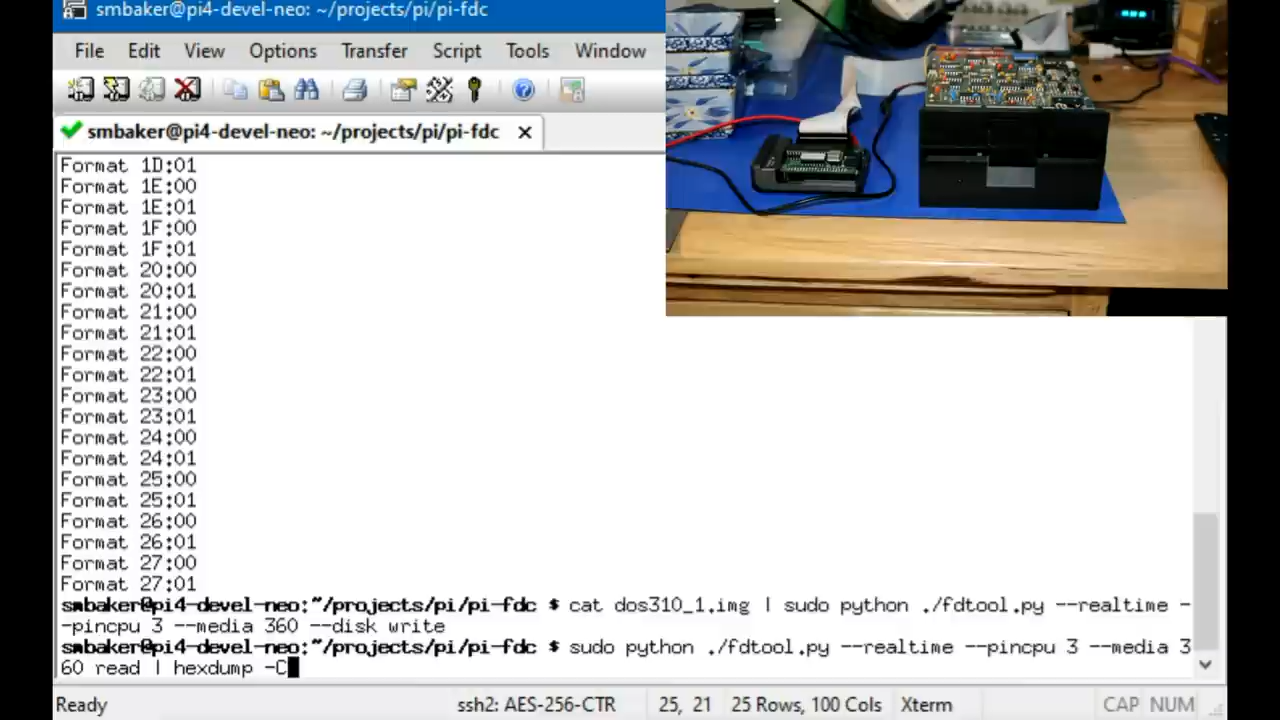 smbaker@pi4-devel-neo: ~/projects/pi/pi-fdc
File Edit View Options Transfer Script Tools Window
smbaker@pi4-devel-neo: ~/projects/pi/pi-fdc
Format 1D:01
Format 1E:00
Format 1E:01
Format 1F:00
Format 1F:01
Format 20:00
Format 20:01
Format 21:00
Format 21:01
Format 22:00
Format 22:01
Format 23:00
Format 23:01
Format 24:00
Format 24:01
Format 25:00
Format 25:01
Format 26:00
Format 26:01
Format 27:00
Format 27:01
smbaker@pi4-devel-neo:~/projects/pi/pi-fdc $ cat dos310_1.img | sudo python ./fdtool.py --realtime -
-pincpu 3 --media 360 --disk write
smbaker@pi4-devel-neo:~/projects/pi/pi-fdc $ sudo python ./fdtool.py --realtime --pincpu 3 --media 3
60 read | hexdump -C
Ready ssh2: AES-256-CTR 25, 21 25 Rows, 100 Cols Xterm CAP NUM